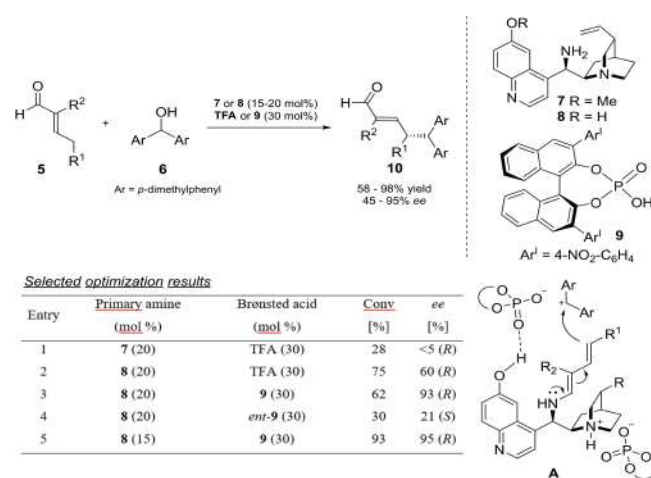 O
R²
R¹
5
+
OH
Ar Ar
6
Ar = p-dimethylphenyl
7 or 8 (15-20 mol%)
TFA or 9 (30 mol%)
O
R²
R¹
Ar
Ar
10
58 - 98% yield
45 - 95% ee
OR
NH₂
N
N
7 R = Me
8 R = H
Arᴵ
O
O
P
O
OH
Arᴵ
9
Arᴵ = 4-NO₂-C₆H₄
Selected optimization results
Entry Primary amine (mol %) Brønsted acid (mol %) Conv [%] ee [%]
1 7 (20) TFA (30) 28 <5 (R)
2 8 (20) TFA (30) 75 60 (R)
3 8 (20) 9 (30) 62 93 (R)
4 8 (20) ent-9 (30) 30 21 (S)
5 8 (15) 9 (30) 93 95 (R)
Ar Ar
+
O O⁻
P
O O
H
O
R₂
R¹
HN
R
N⁺
H
N
O O⁻
P
O O
A